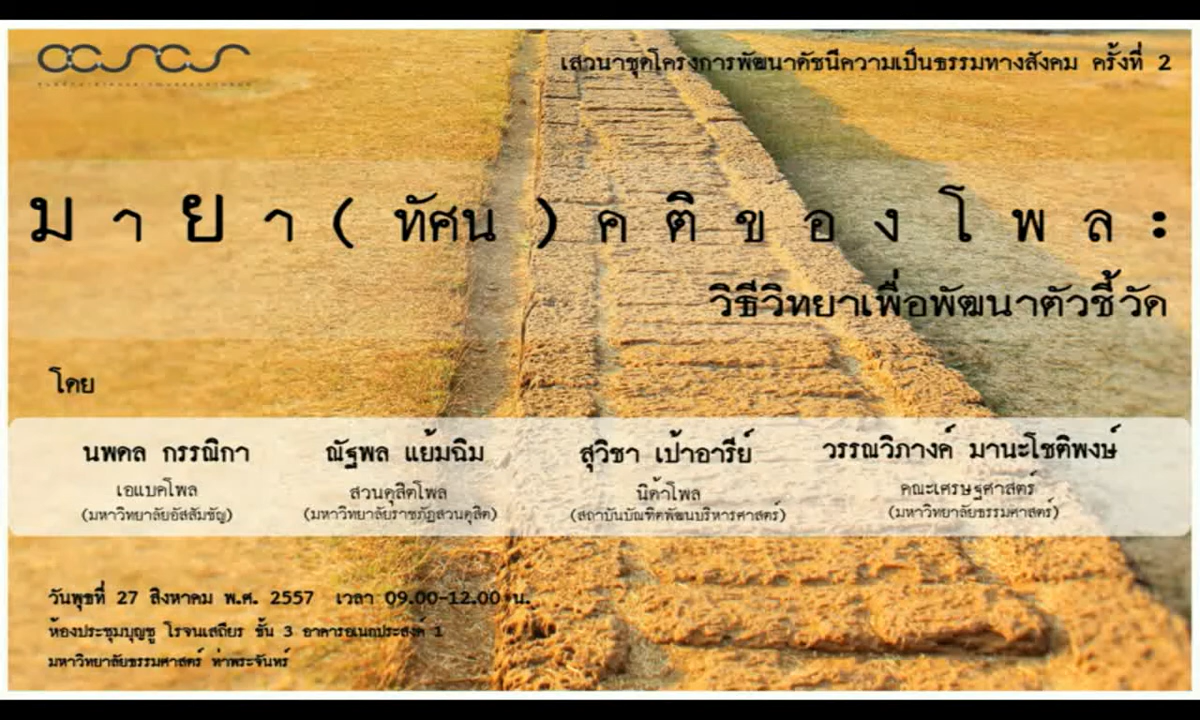 เสวนาชุดโครงการพัฒนาดัชนีความเป็นธรรมทางสังคม ครั้งที่ 2
มายา(ทัศน)คติของโพล:
วิธีวิทยาเพื่อพัฒนาตัวชี้วัด
โดย
นพดล กรรณิกา ณัฐพล แย้มฉิม สุวิชา เป้าอารีย์ วรรณวิภางค์ มานะโชติพงษ์
เอแบคโพล สวนดุสิตโพล นิด้าโพล คณะเศรษฐศาสตร์
(มหาวิทยาลัยอัสสัมชัญ) (มหาวิทยาลัยราชภัฏสวนดุสิต) (สถาบันบัณฑิตพัฒนบริหารศาสตร์) (มหาวิทยาลัยธรรมศาสตร์)
วันพุธที่ 27 สิงหาคม พ.ศ. 2557 เวลา 09.00-12.00 น.
ห้องประชุมบุญชู โรจนเสถียร ชั้น 3 อาคารอเนกประสงค์ 1
มหาวิทยาลัยธรรมศาสตร์ ท่าพระจันทร์